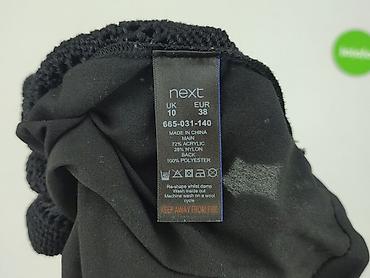 next
UK EUR
10 38
665-031-140
MADE IN CHINA
MAIN
72% ACRYLIC
28% NYLON
BACK
100% POLYESTER
Re-shape whilst damp
Wash inside out
Machine wash on a wool
cycle
KEEP AWAY FROM FIRE